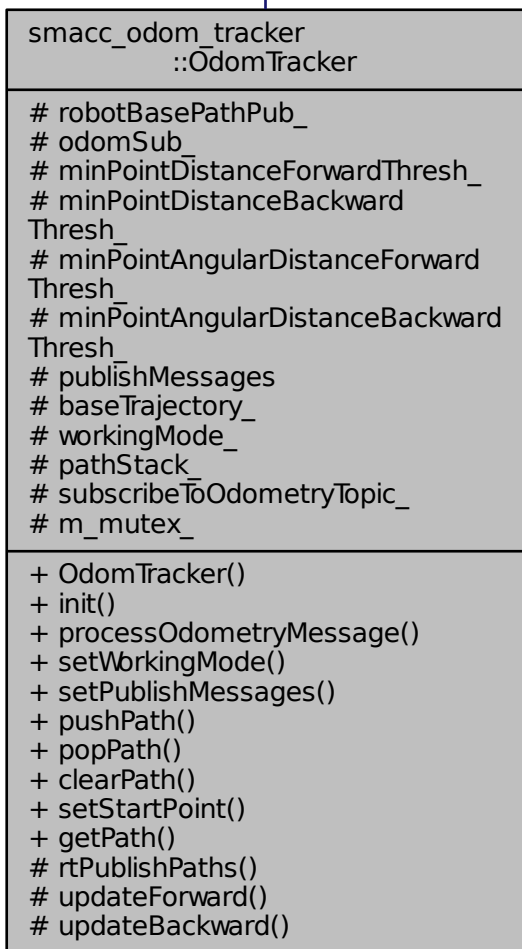 smacc_odom_tracker
::OdomTracker
# robotBasePathPub_
# odomSub_
# minPointDistanceForwardThresh_
# minPointDistanceBackward
Thresh_
# minPointAngularDistanceForward
Thresh_
# minPointAngularDistanceBackward
Thresh_
# publishMessages
# baseTrajectory_
# workingMode_
# pathStack_
# subscribeToOdometryTopic_
# m_mutex_
+ OdomTracker()
+ init()
+ processOdometryMessage()
+ setWorkingMode()
+ setPublishMessages()
+ pushPath()
+ popPath()
+ clearPath()
+ setStartPoint()
+ getPath()
# rtPublishPaths()
# updateForward()
# updateBackward()